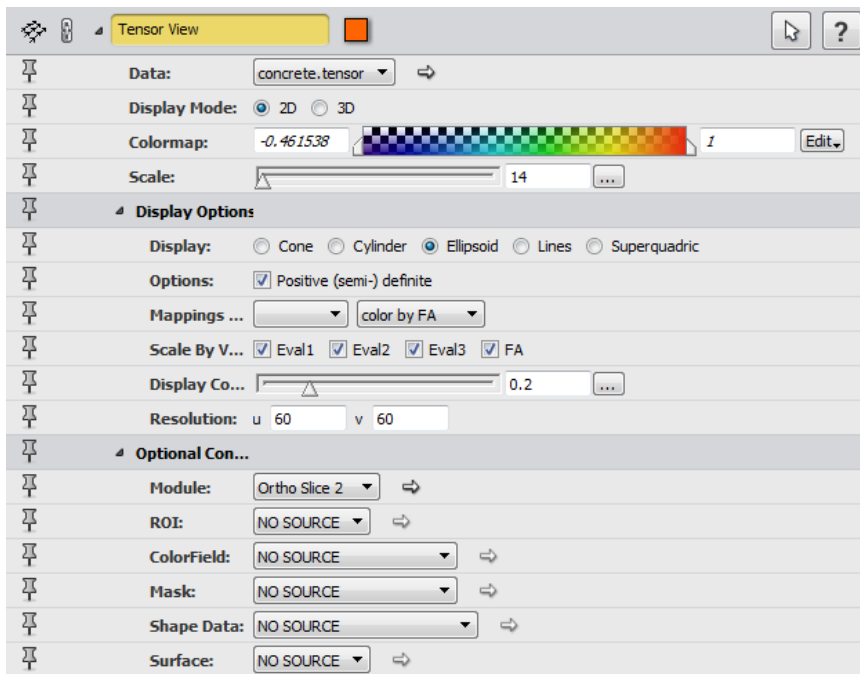 Tensor View ?
Data: concrete.tensor
Display Mode: 2D 3D
Colormap: -0.461538 1 Edit
Scale: 14 ...
Display Options
Display: Cone Cylinder Ellipsoid Lines Superquadric
Options: Positive (semi-) definite
Mappings ... color by FA
Scale By V... Eval1 Eval2 Eval3 FA
Display Co... 0.2 ...
Resolution: u 60 v 60
Optional Con...
Module: Ortho Slice 2
ROI: NO SOURCE
ColorField: NO SOURCE
Mask: NO SOURCE
Shape Data: NO SOURCE
Surface: NO SOURCE